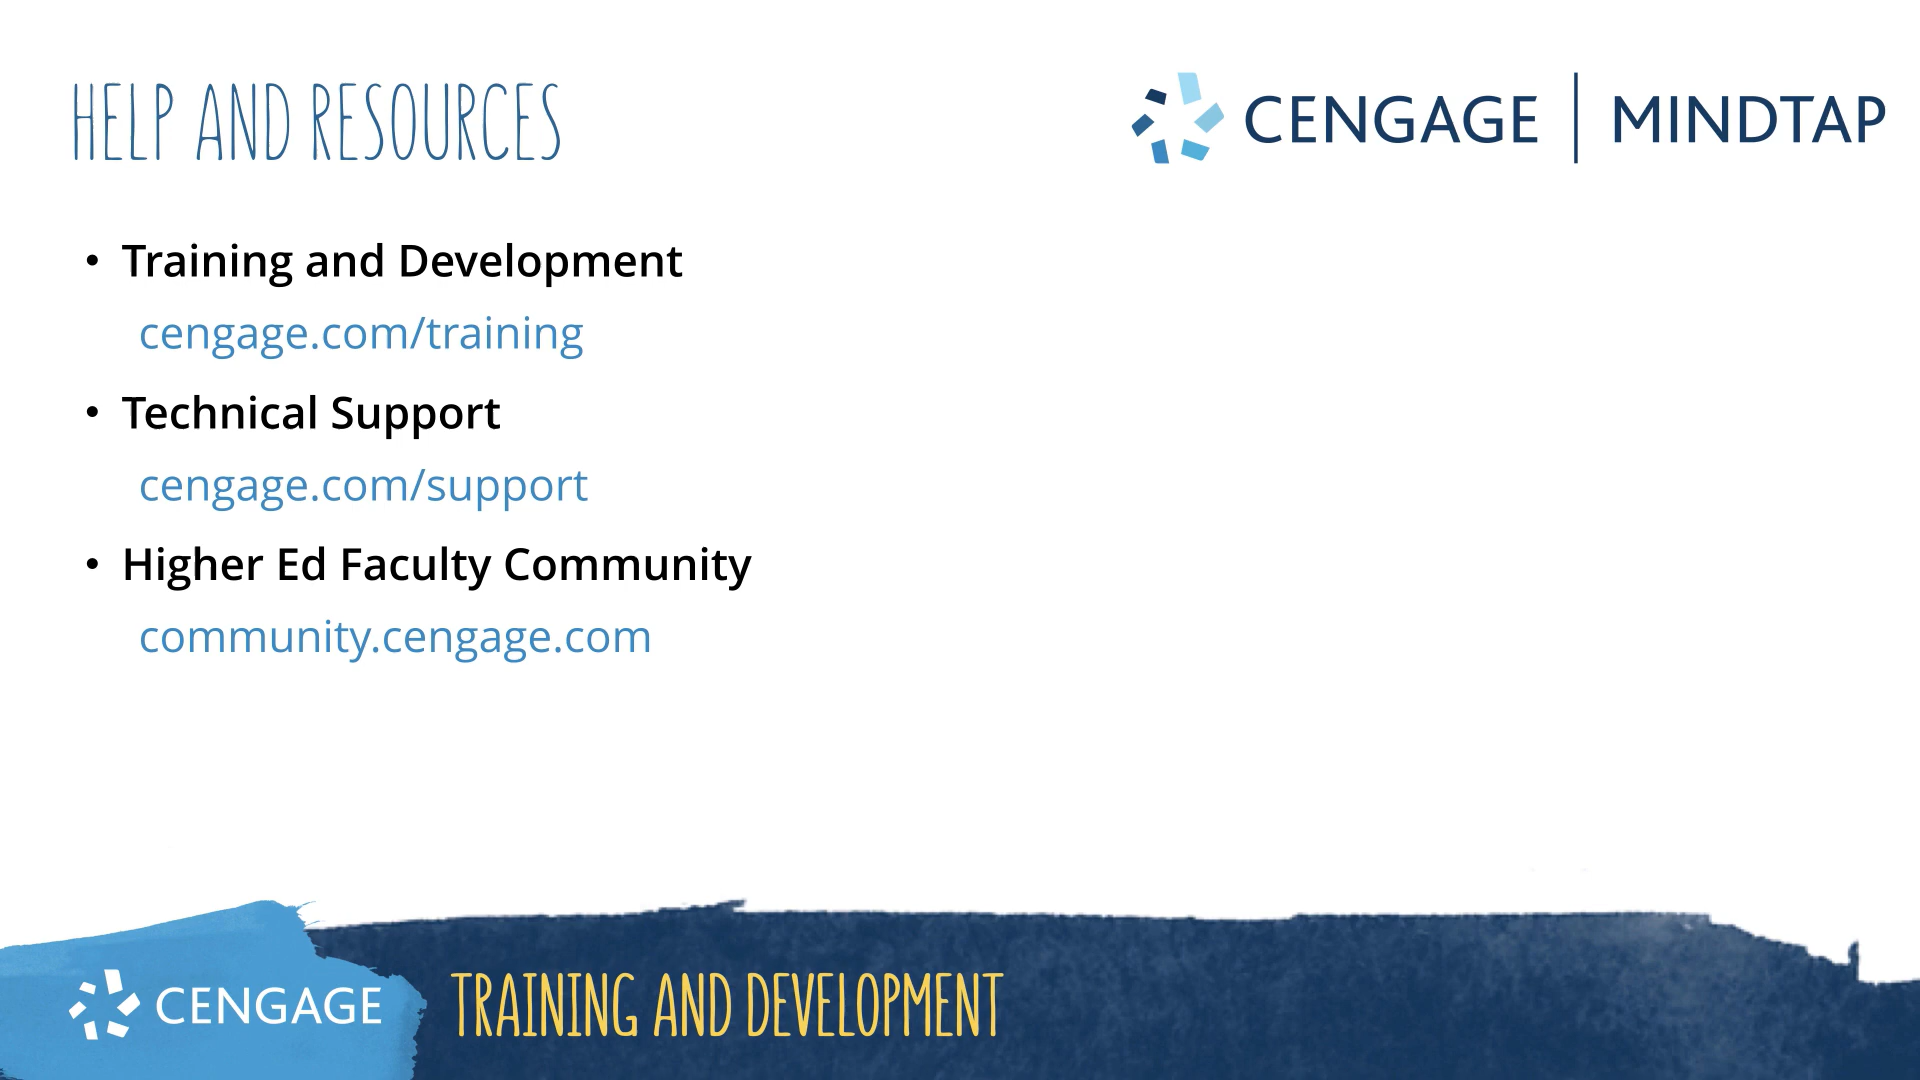 HELP AND RESOURCES
CENGAGE | MINDTAP
• Training and Development
cengage.com/training
• Technical Support
cengage.com/support
• Higher Ed Faculty Community
community.cengage.com
CENGAGE
TRAINING AND DEVELOPMENT